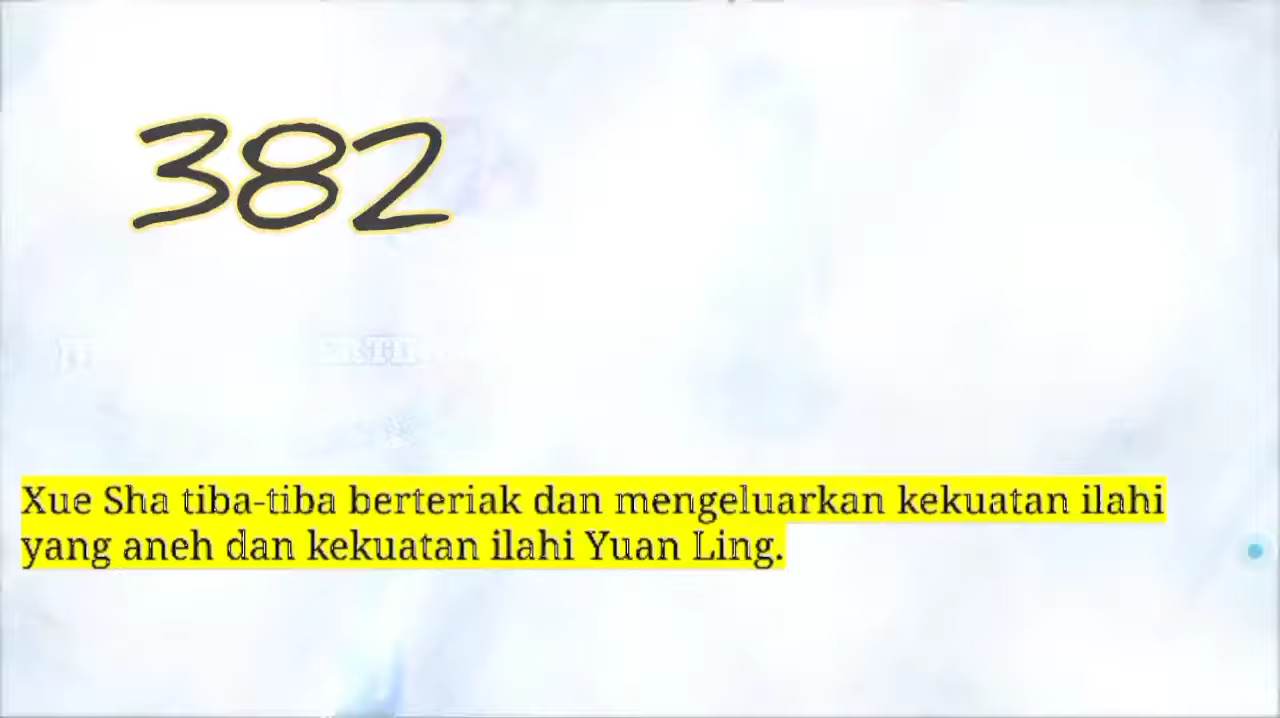 382
Xue Sha tiba-tiba berteriak dan mengeluarkan kekuatan ilahi
yang aneh dan kekuatan ilahi Yuan Ling.